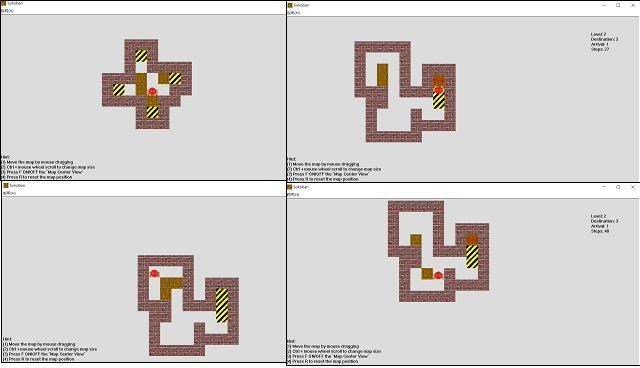 Sokoban
Hint:
(1) Move the map by mouse dragging
(2) Ctrl + mouse wheel scroll to change map size
(3) Press F ON/OFF the "Map Center View"
(4) Press R to reset the map position
Sokoban
Level: 2
Destination: 3
Arrival: 1
Steps: 27
Hint:
(1) Move the map by mouse dragging
(2) Ctrl + mouse wheel scroll to change map size
(3) Press F ON/OFF the "Map Center View"
(4) Press R to reset the map position
Sokoban
Hint:
(1) Move the map by mouse dragging
(2) Ctrl + mouse wheel scroll to change map size
(3) Press F ON/OFF the "Map Center View"
(4) Press R to reset the map position
Sokoban
Level: 2
Destination: 3
Arrival: 1
Steps: 48
Hint:
(1) Move the map by mouse dragging
(2) Ctrl + mouse wheel scroll to change map size
(3) Press F ON/OFF the "Map Center View"
(4) Press R to reset the map position